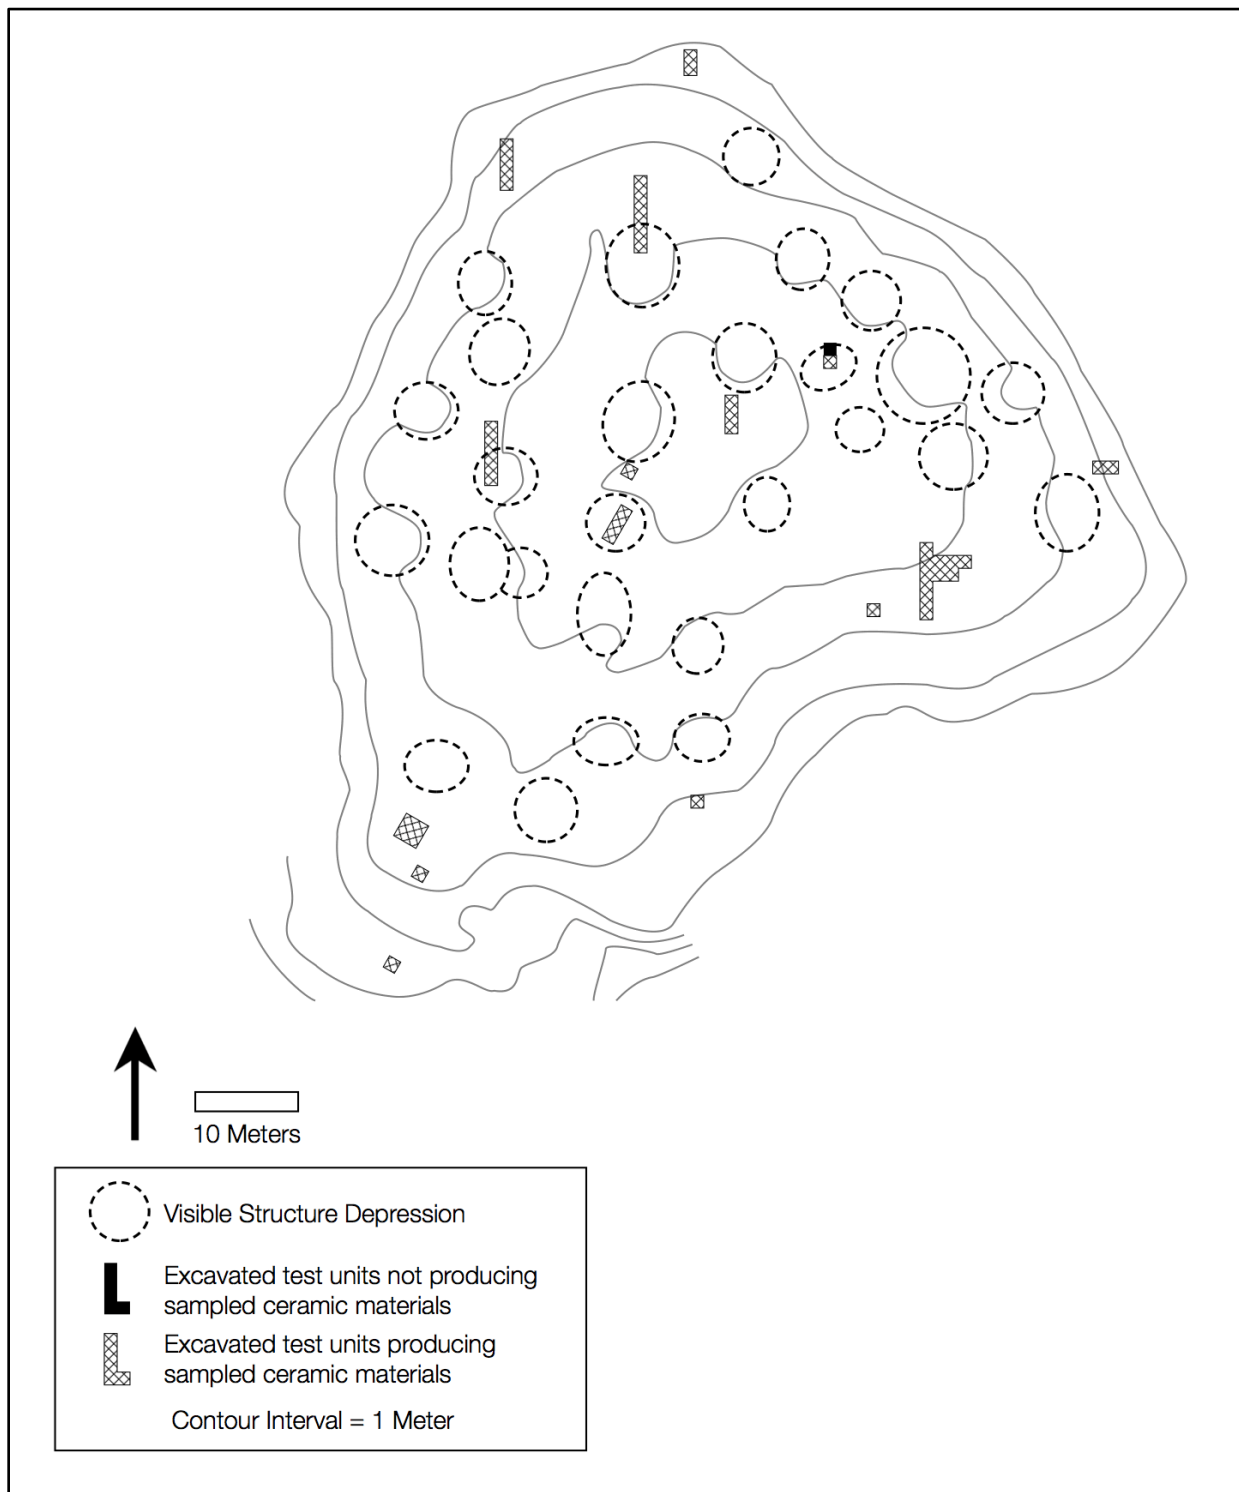 10 Meters
Visible Structure Depression
Excavated test units not producing
sampled ceramic materials
Excavated test units producing
sampled ceramic materials
Contour Interval = 1 Meter